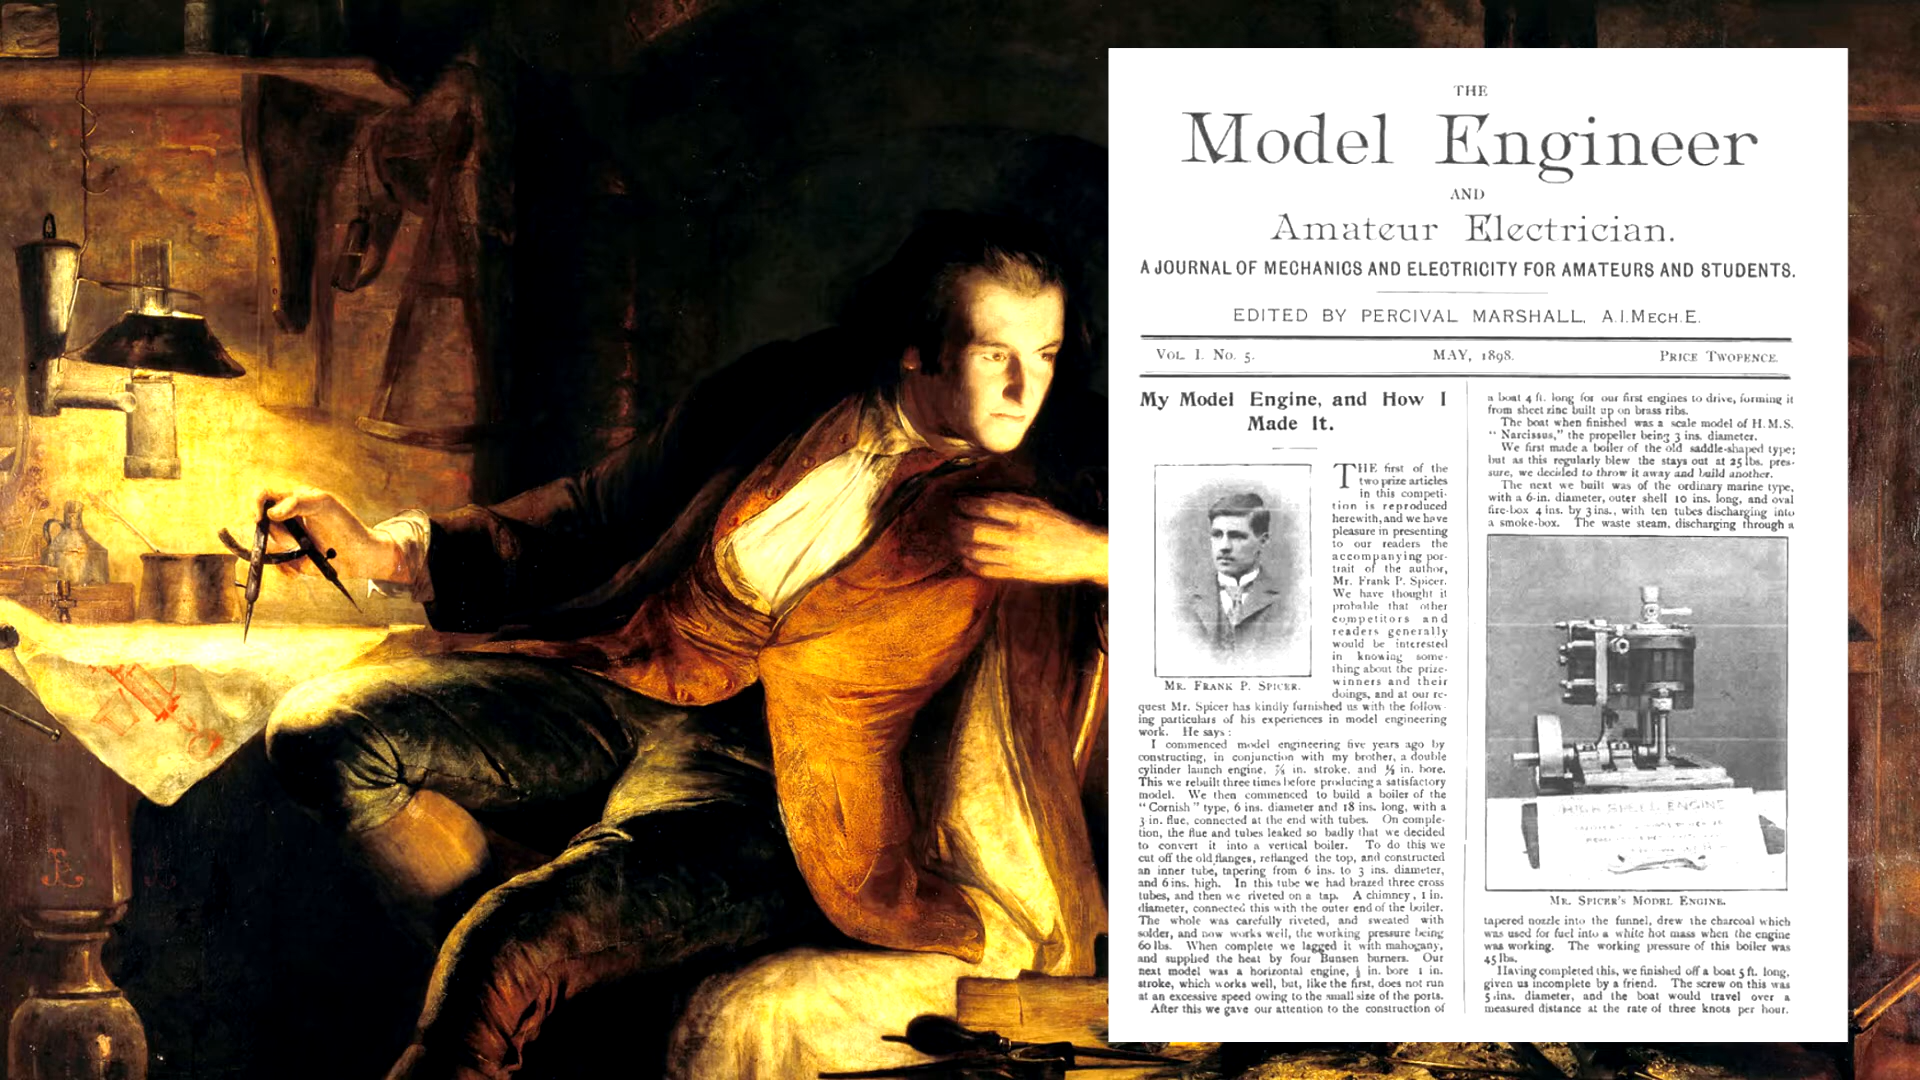 THE
Model Engineer
AND
Amateur Electrician.
A JOURNAL OF MECHANICS AND ELECTRICITY FOR AMATEURS AND STUDENTS.
EDITED BY PERCIVAL MARSHALL, A.I.MECH.E.
VOL. I. NO. 5. MAY, 1898. PRICE TWOPENCE.
My Model Engine, and How I
Made It.
THE first of the
two prize articles
in this competi-
tion is reproduced
herewith, and we have
pleasure in presenting
to our readers the
accompanying por-
trait of the author,
Mr. Frank P. Spicer.
We have thought it
probable that other
competitors and
readers generally
would be interested
in knowing some-
thing about the prize-
winners and their
doings, and at our re-
MR. FRANK P. SPICER.
quest Mr. Spicer has kindly furnished us with the follow-
ing particulars of his experiences in model engineering
work. He says:
I commenced model engineering five years ago by
constructing, in conjunction with my brother, a double
cylinder launch engine, in. stroke, and in. bore.
This we rebuilt three times before producing a satisfactory
model. We then commenced to build a boiler of the
"Cornish" type, 6 ins. diameter and 18 ins. long, with a
3 in. flue, connected at the end with tubes. On comple-
tion, the flue and tubes leaked so badly that we decided
to convert it into a vertical boiler. To do this we
cut off the old flanges, reflanged the top, and constructed
an inner tube, tapering from 6 ins. to 3 ins. diameter,
and 6 ins. high. In this tube we had brazed three cross
tubes, and then we riveted on a tap. A chimney, 1 in.
diameter, connected this with the outer end of the boiler.
The whole was carefully riveted, and sweated with
solder, and now works well, the working pressure being
60 lbs. When complete we lagged it with mahogany,
and supplied the heat by four Bunsen burners. Our
next model was a horizontal engine, in. bore 1 in.
stroke, which works well, but, like the first, does not run
at an excessive speed owing to the small size of the ports.
After this we gave our attention to the construction of
a boat 4 ft. long for our first engines to drive, forming it
from sheet zinc built up on brass ribs.
The boat when finished was a scale model of H.M.S.
"Narcissus," the propeller being 3 ins. diameter.
We first made a boiler of the old saddle-shaped type;
but as this regularly blew the stays out at 25 lbs. pres-
sure, we decided to throw it away and build another.
The next we built was of the ordinary marine type,
with a 6-in. diameter, outer shell 10 ins. long, and oval
fire-box 4 ins. by 3 ins., with ten tubes discharging into
a smoke-box. The waste steam, discharging through a
HIGH SPEED ENGINE
MR. SPICER'S MODEL ENGINE.
tapered nozzle into the funnel, drew the charcoal which
was used for fuel into a white hot mass when the engine
was working. The working pressure of this boiler was
45 lbs.
Having completed this, we finished off a boat 5 ft. long,
given us incomplete by a friend. The screw on this was
5 ins. diameter, and the boat would travel over a
measured distance at the rate of three knots per hour.